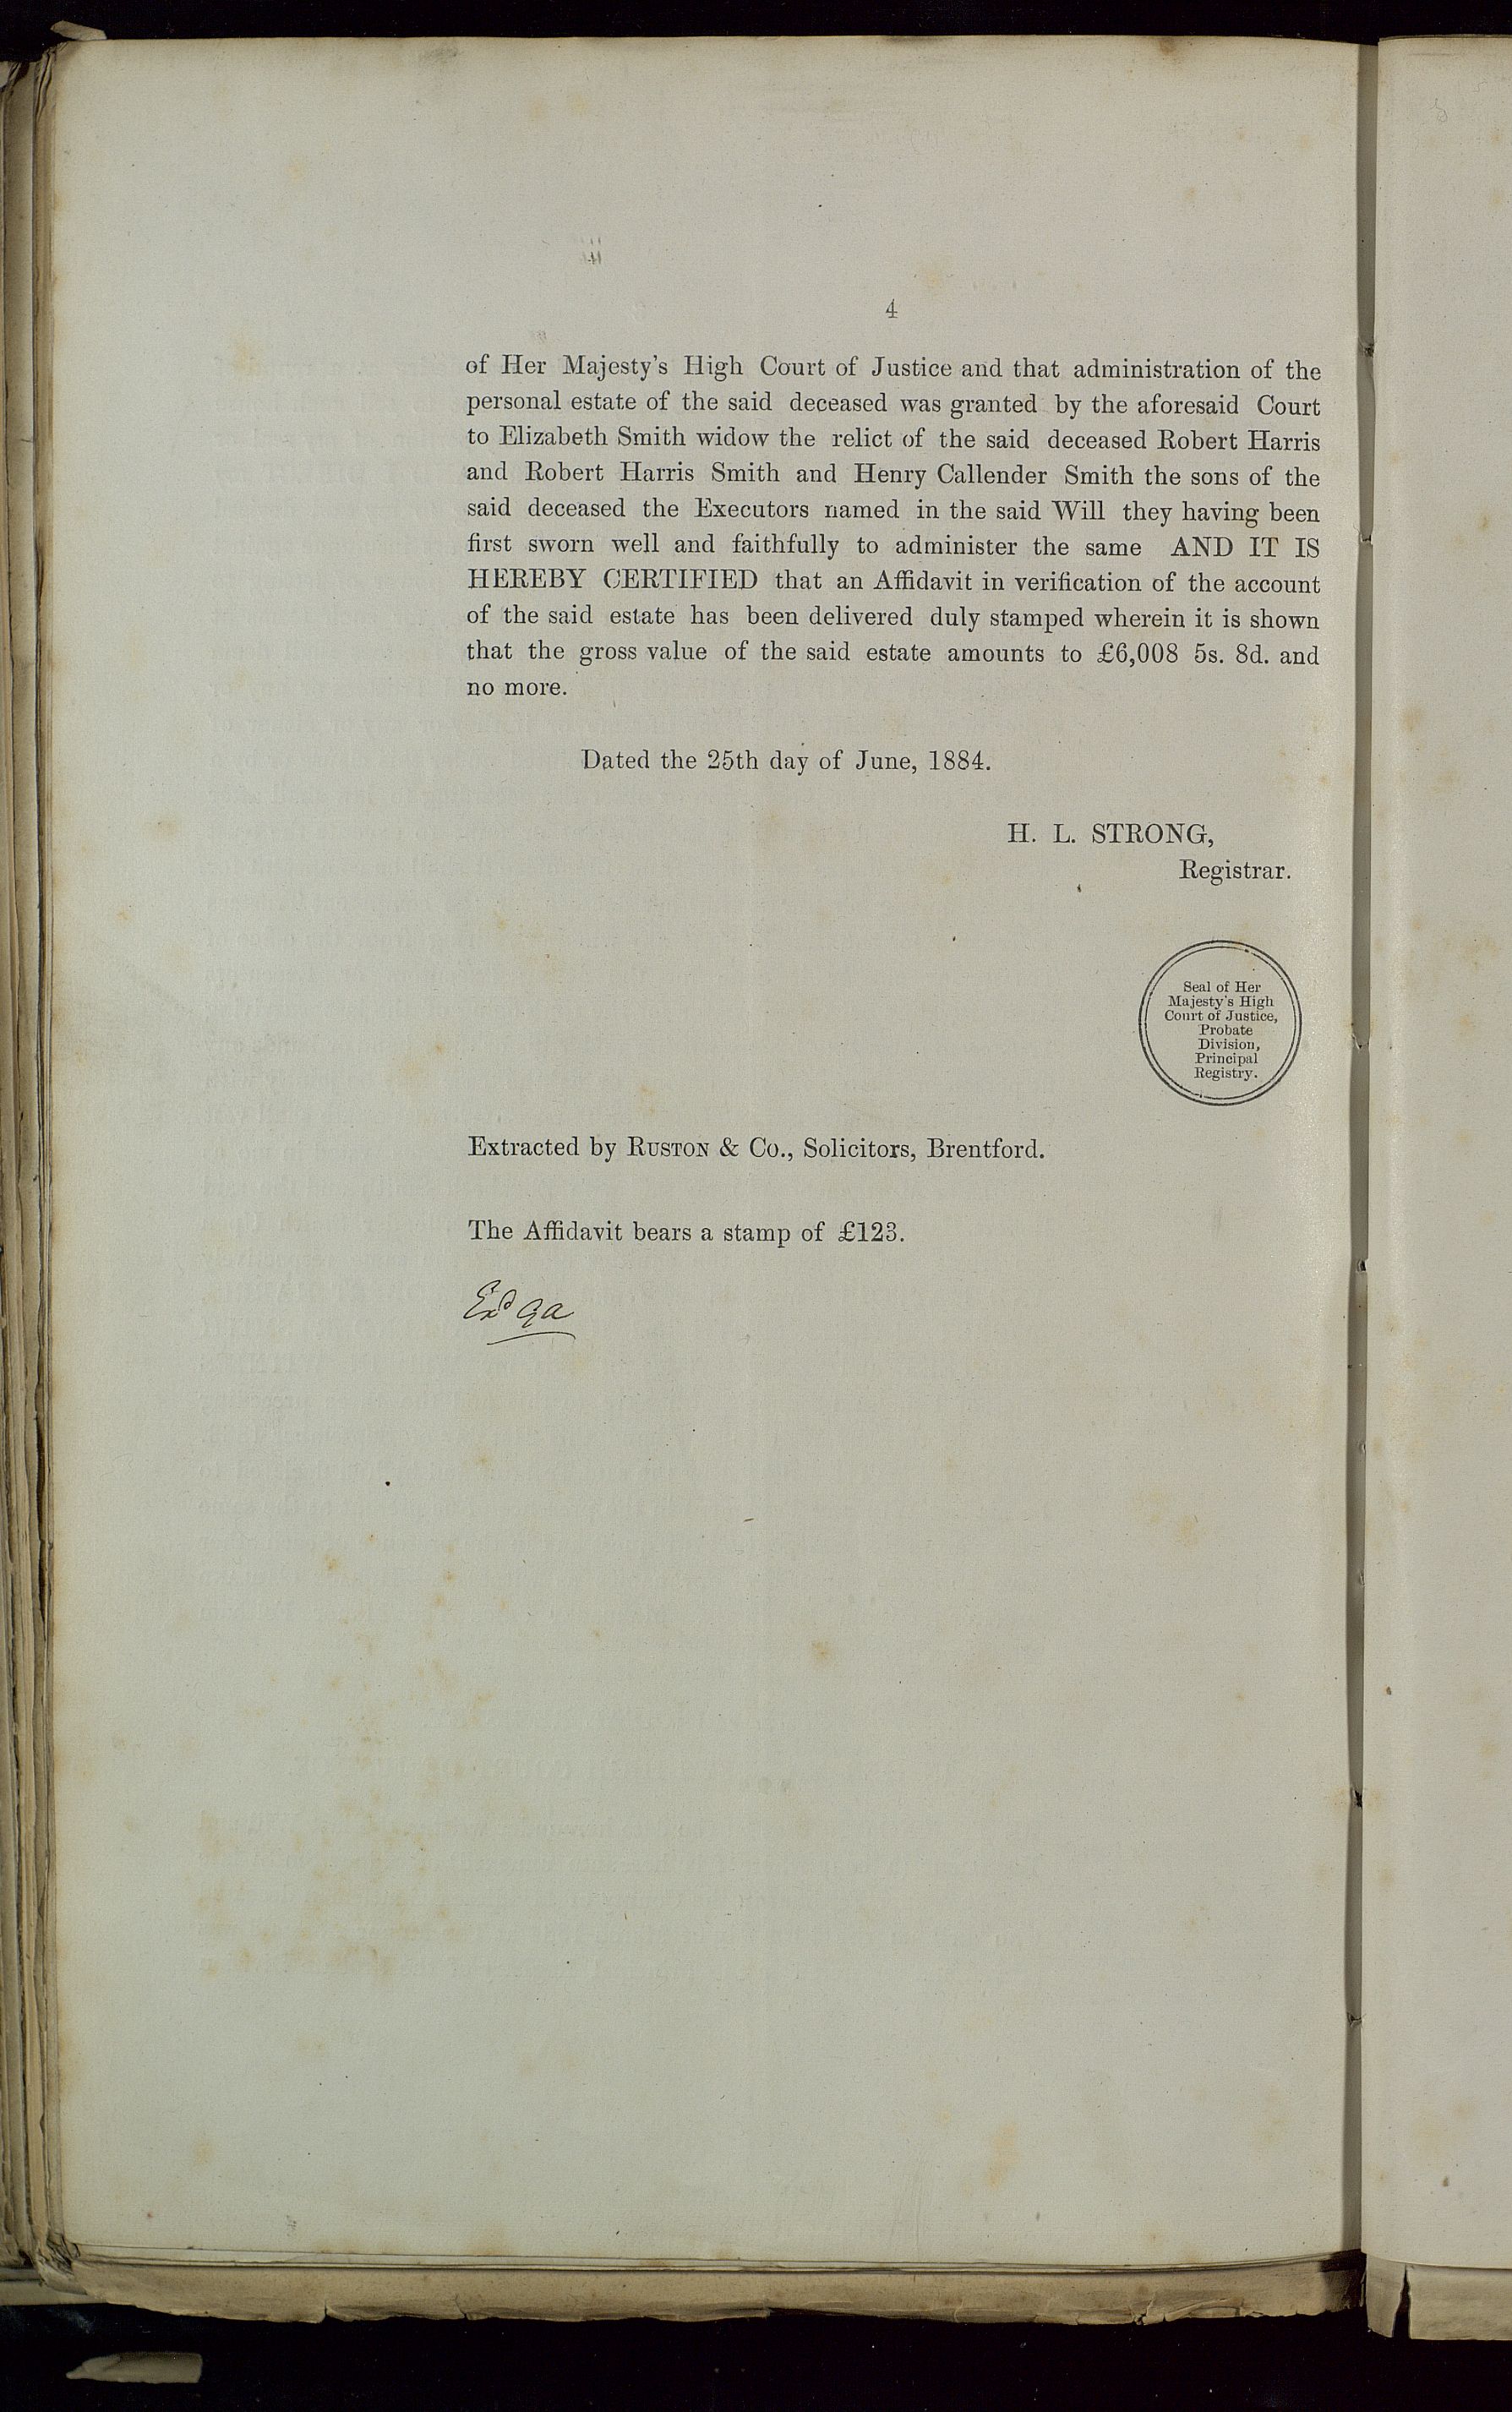 4
of Her Majesty's High Court of Justice and that administration of the
personal estate of the said deceased was granted by the aforesaid Court
to Elizabeth Smith widow the relict of the said deceased Robert Harris
and Robert Harris Smith and Henry Callender Smith the sons of the
said deceased the Executors named in the said Will they having been
first sworn well and faithfully to administer the same AND IT IS
HEREBY CERTIFIED that an Affidavit in verification of the account
of the said estate has been delivered duly stamped wherein it is shown
that the gross value of the said estate amounts to £6,008 5s. 8d. and
no more.
Dated the 25th day of June, 1884.
H. L. STRONG,
Registrar.
Seal of Her
Majesty's High
Court of Justice,
Probate
Division,
Principal
Registry.
Extracted by RUSTON & Co., Solicitors, Brentford.
The Affidavit bears a stamp of £123.
Exd